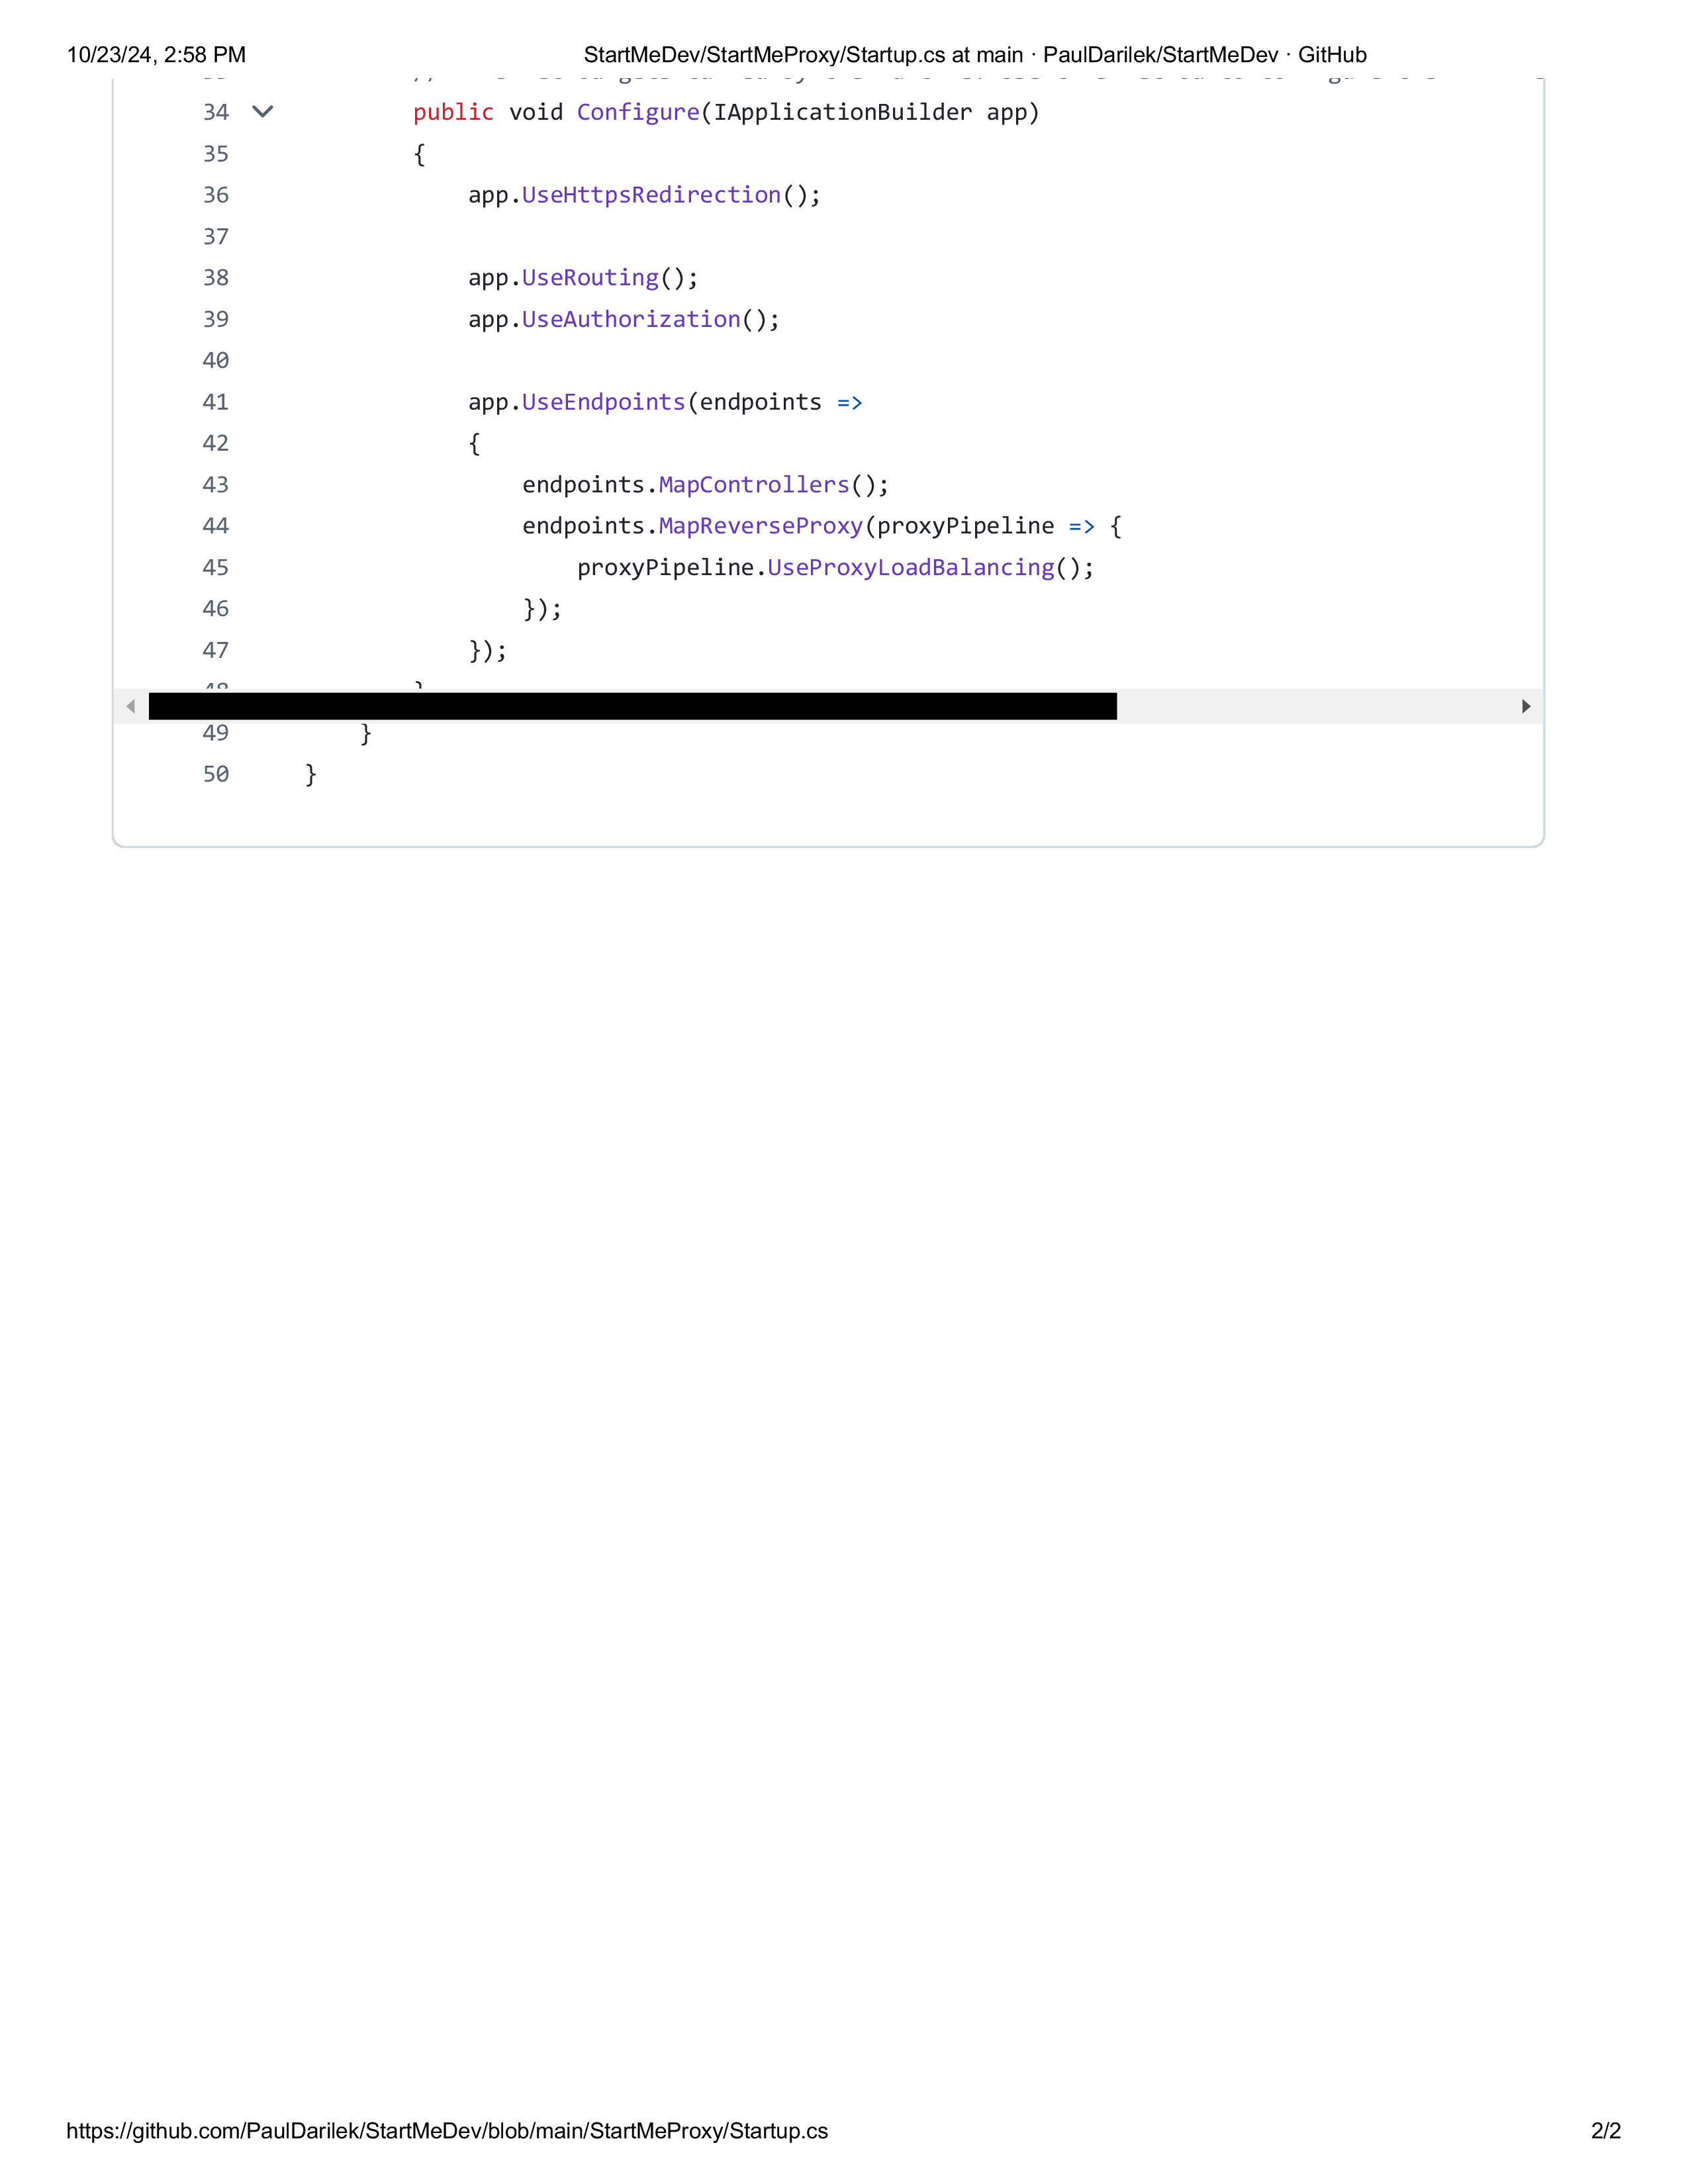 10/23/24, 2:58 PM StartMeDev/StartMeProxy/Startup.cs at main · PaulDarilek/StartMeDev · GitHub
34 public void Configure(IApplicationBuilder app)
35 {
36 app.UseHttpsRedirection();
37
38 app.UseRouting();
39 app.UseAuthorization();
40
41 app.UseEndpoints(endpoints =>
42 {
43 endpoints.MapControllers();
44 endpoints.MapReverseProxy(proxyPipeline => {
45 proxyPipeline.UseProxyLoadBalancing();
46 });
47 });
49 }
50 }
https://github.com/PaulDarilek/StartMeDev/blob/main/StartMeProxy/Startup.cs 2/2